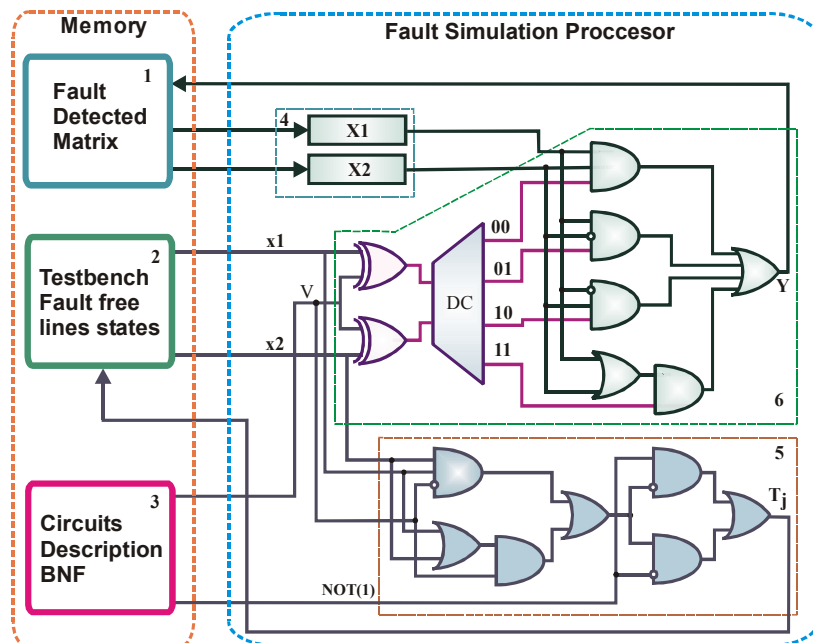 Memory
Fault Simulation Proccesor
1
Fault
Detected
Matrix
4
X1
X2
2
Testbench
Fault free
lines states
x1
V
x2
DC
00
01
10
11
Y
6
3
Circuits
Description
BNF
NOT(1)
5
Tj